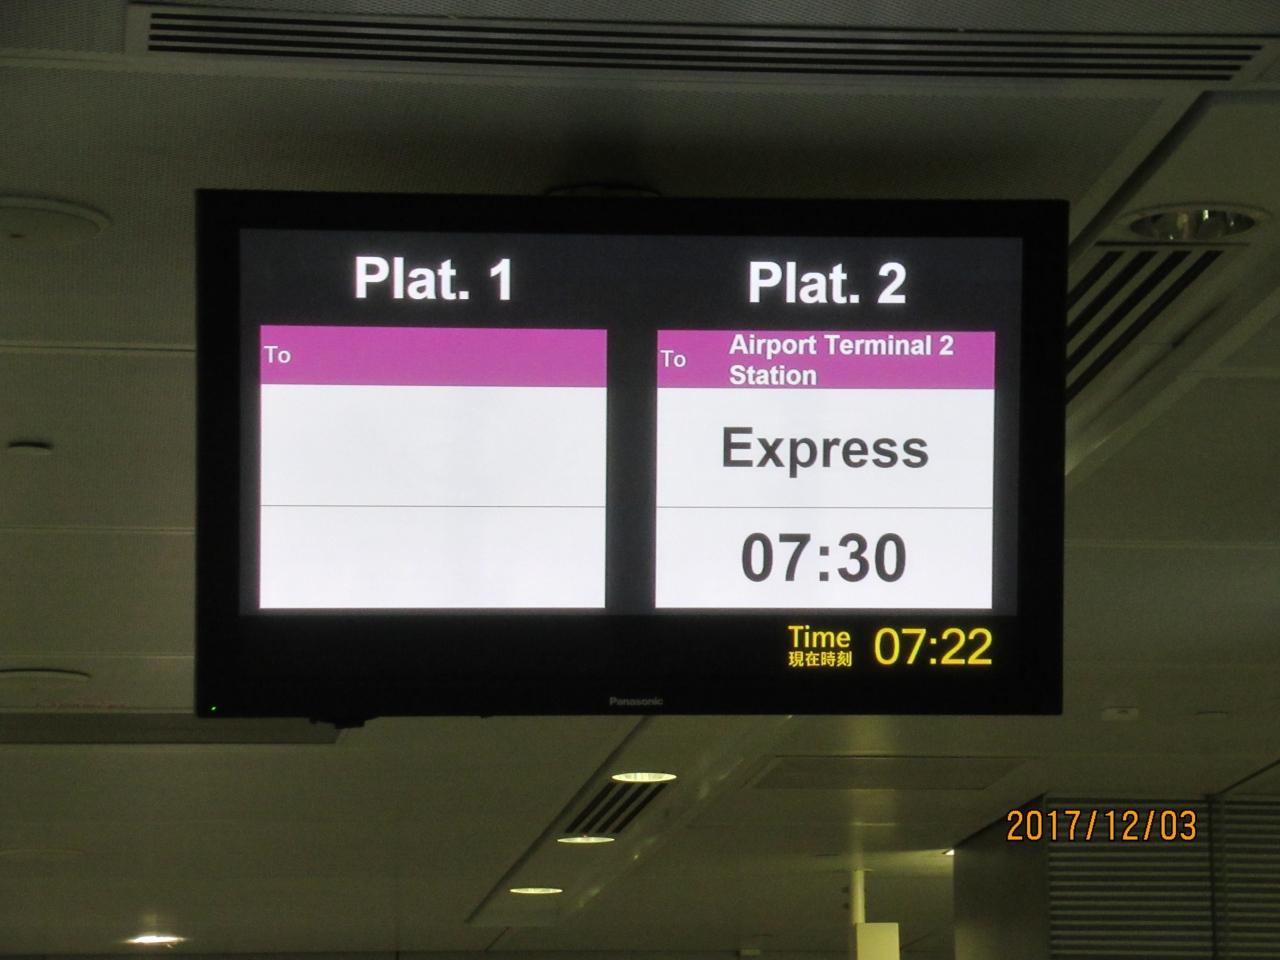 Plat. 1
Plat. 2
To
To
Airport Terminal 2
Station
Express
07:30
Time
現在時刻
07:22
Panasonic
2017/12/03